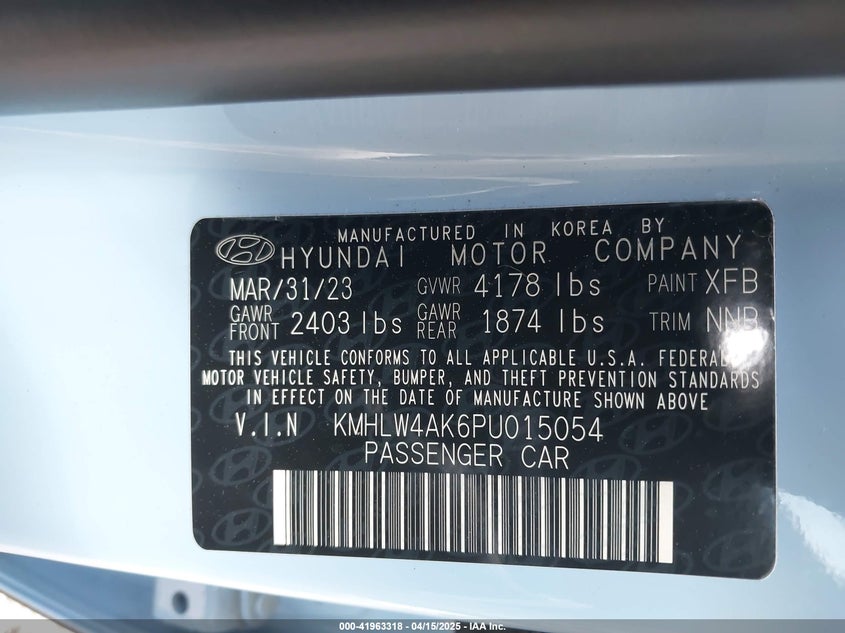 MANUFACTURED IN KOREA BY
HYUNDAI MOTOR COMPANY
MAR/31/23 GVWR 4178 lbs PAINT XFB
GAWR FRONT 2403 lbs GAWR REAR 1874 lbs TRIM NNB
THIS VEHICLE CONFORMS TO ALL APPLICABLE U.S.A. FEDERAL
MOTOR VEHICLE SAFETY, BUMPER, AND THEFT PREVENTION STANDARDS
IN EFFECT ON THE DATE OF MANUFACTURE SHOWN ABOVE
V.I.N KMHLW4AK6PU015054
PASSENGER CAR
000-41963318 - 04/15/2025 - IAA Inc.